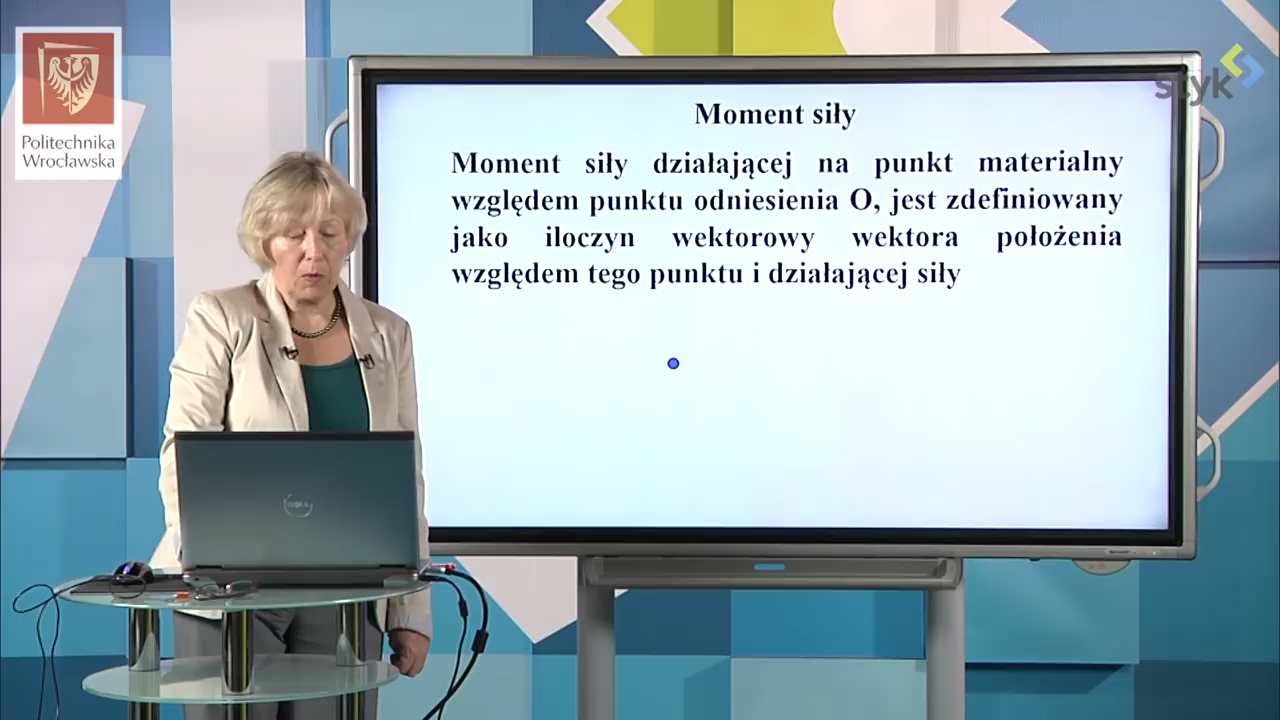 Politechnika
Wrocławska
styk
Moment siły
Moment siły działającej na punkt materialny
względem punktu odniesienia O, jest zdefiniowany
jako iloczyn wektorowy wektora położenia
względem tego punktu i działającej siły